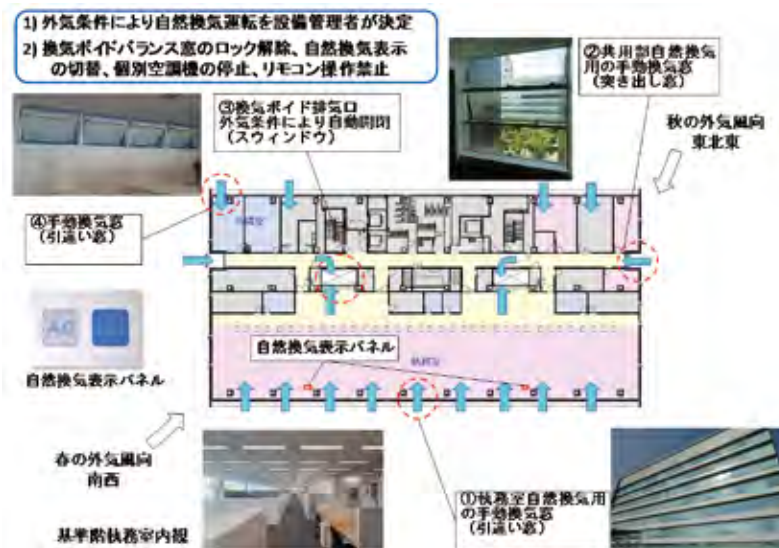 1) 外気条件により自然換気運転を設備管理者が決定
2) 換気ボイドバランス窓のロック解除、自然換気表示
の切替、個別空調機の停止、リモコン操作禁止
②共用部自然換気
用の手動換気窓
(突き出し窓)
③換気ボイド排気口
外気条件により自動開閉
(スウィンドウ)
秋の外気風向
東北東
④手動換気窓
(引違い窓)
自然換気表示パネル
自然換気表示パネル
春の外気風向
南西
①執務室自然換気用
の手動換気窓
(引違い窓)
基準階執務室内観